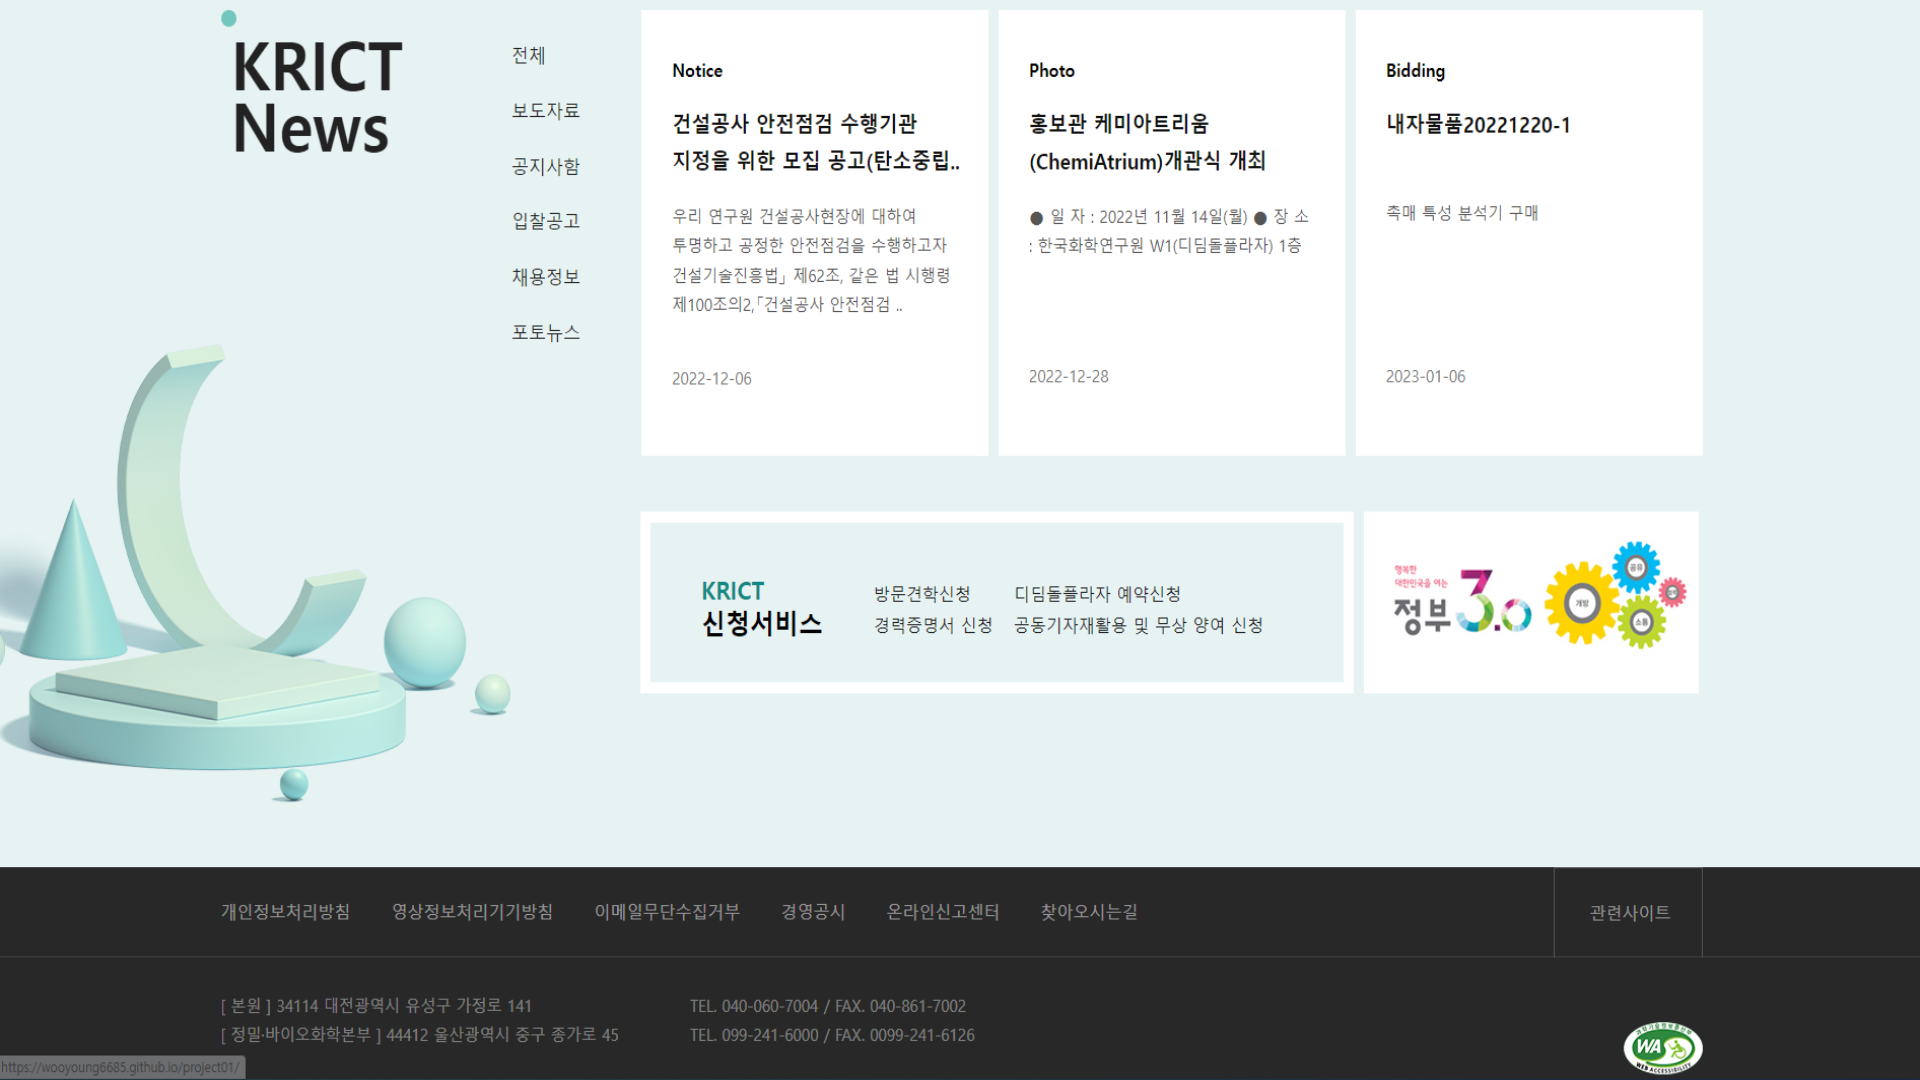 KRICT
News
전체
보도자료
공지사항
입찰공고
채용정보
포토뉴스
Notice
건설공사 안전점검 수행기관
지정을 위한 모집 공고(탄소중립..
우리 연구원 건설공사현장에 대하여
투명하고 공정한 안전점검을 수행하고자
건설기술진흥법」 제62조, 같은 법 시행령
제100조의2,「건설공사 안전점검 ..
2022-12-06
Photo
홍보관 케미아트리움
(ChemiAtrium)개관식 개최
● 일 자 : 2022년 11월 14일(월) ● 장 소
: 한국화학연구원 W1(디딤돌플라자) 1층
2022-12-28
Bidding
내자물품20221220-1
촉매 특성 분석기 구매
2023-01-06
KRICT
신청서비스
방문견학신청 디딤돌플라자 예약신청
경력증명서 신청 공동기자재활용 및 무상 양여 신청
행복한
대한민국을 여는
정부3.0
개방
공유
소통
개인정보처리방침 영상정보처리기기방침 이메일무단수집거부 경영공시 온라인신고센터 찾아오시는길
관련사이트
[ 본원 ] 34114 대전광역시 유성구 가정로 141 TEL. 040-060-7004 / FAX. 040-861-7002
[ 정밀·바이오화학본부 ] 44412 울산광역시 중구 종가로 45 TEL. 099-241-6000 / FAX. 0099-241-6126
WA
WEB ACCESSIBILITY
https://wooyoung6685.github.io/project01/